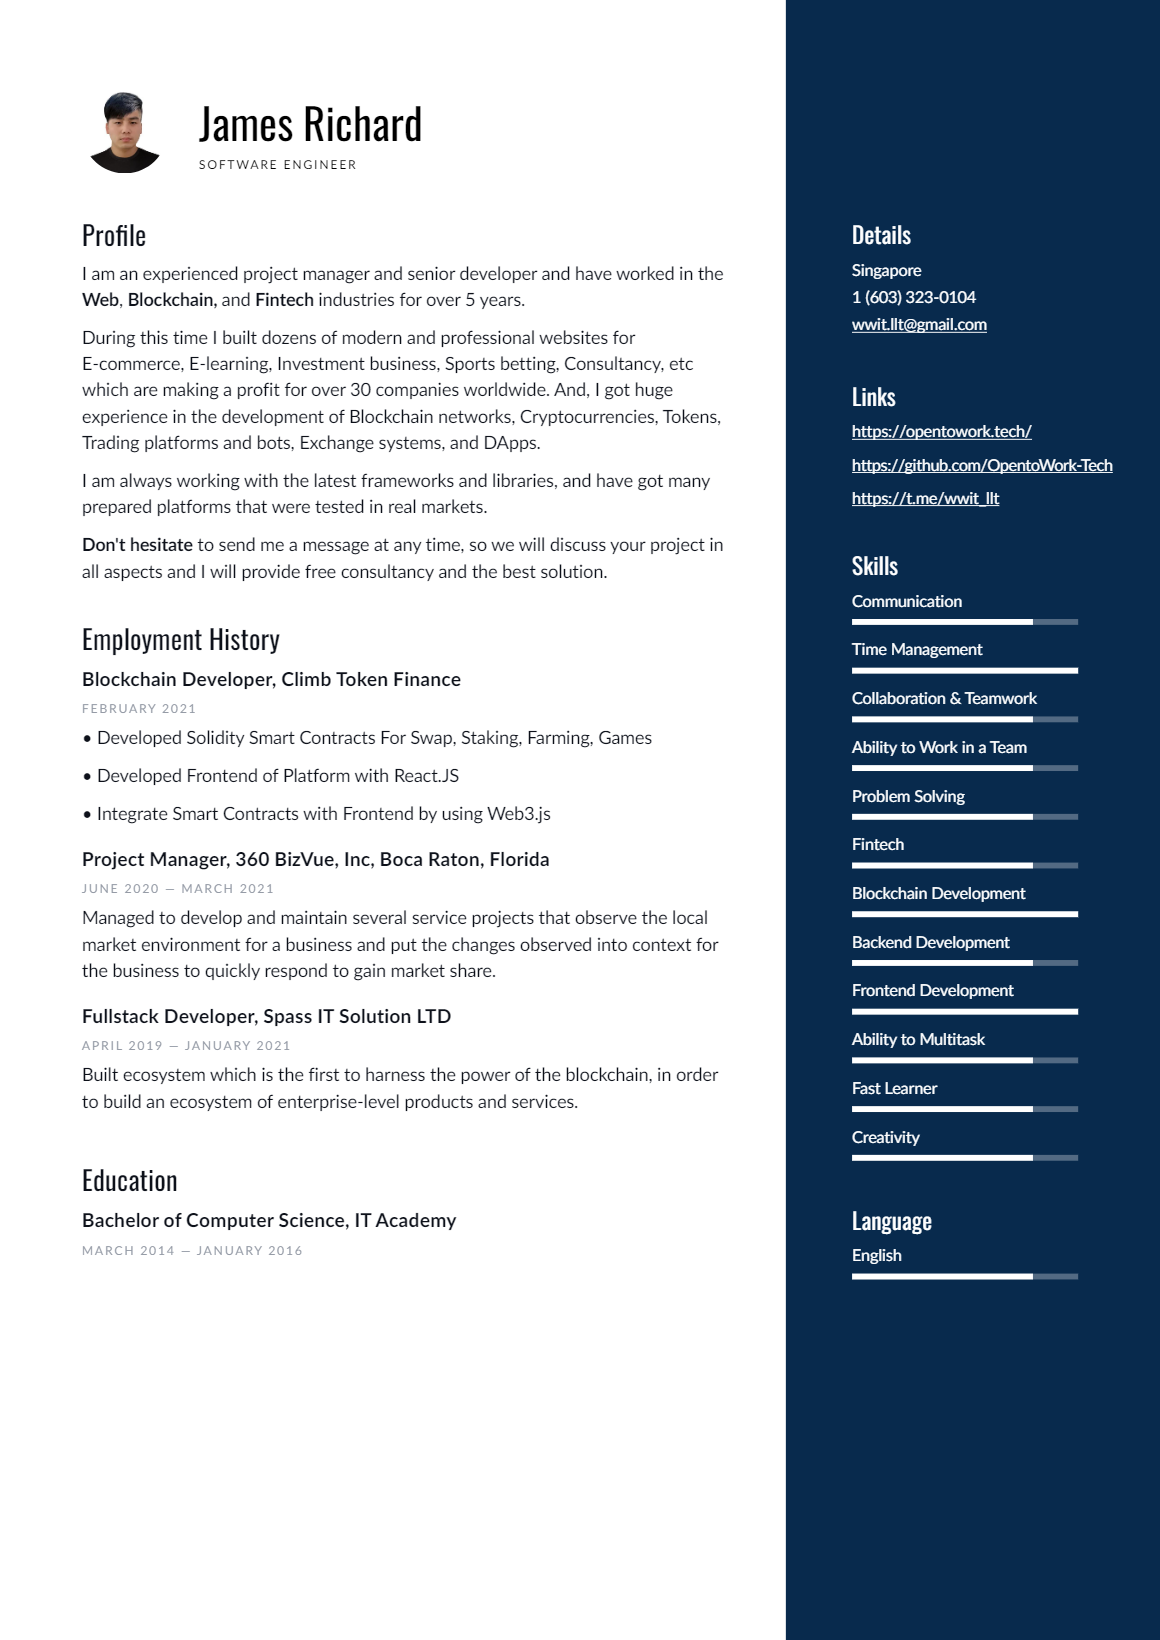 James Richard
SOFTWARE ENGINEER
Profile
I am an experienced project manager and senior developer and have worked in the
Web, Blockchain, and Fintech industries for over 5 years.
During this time I built dozens of modern and professional websites for
E-commerce, E-learning, Investment business, Sports betting, Consultancy, etc
which are making a profit for over 30 companies worldwide. And, I got huge
experience in the development of Blockchain networks, Cryptocurrencies, Tokens,
Trading platforms and bots, Exchange systems, and DApps.
I am always working with the latest frameworks and libraries, and have got many
prepared platforms that were tested in real markets.
Don't hesitate to send me a message at any time, so we will discuss your project in
all aspects and I will provide free consultancy and the best solution.
Employment History
Blockchain Developer, Climb Token Finance
FEBRUARY 2021
• Developed Solidity Smart Contracts For Swap, Staking, Farming, Games
• Developed Frontend of Platform with React.JS
• Integrate Smart Contracts with Frontend by using Web3.js
Project Manager, 360 BizVue, Inc, Boca Raton, Florida
JUNE 2020 — MARCH 2021
Managed to develop and maintain several service projects that observe the local
market environment for a business and put the changes observed into context for
the business to quickly respond to gain market share.
Fullstack Developer, Spass IT Solution LTD
APRIL 2019 — JANUARY 2021
Built ecosystem which is the first to harness the power of the blockchain, in order
to build an ecosystem of enterprise-level products and services.
Education
Bachelor of Computer Science, IT Academy
MARCH 2014 — JANUARY 2016
Details
Singapore
1 (603) 323-0104
wwit.llt@gmail.com
Links
https://opentowork.tech/
https://github.com/OpentoWork-Tech
https://t.me/wwit_llt
Skills
Communication
Time Management
Collaboration & Teamwork
Ability to Work in a Team
Problem Solving
Fintech
Blockchain Development
Backend Development
Frontend Development
Ability to Multitask
Fast Learner
Creativity
Language
English